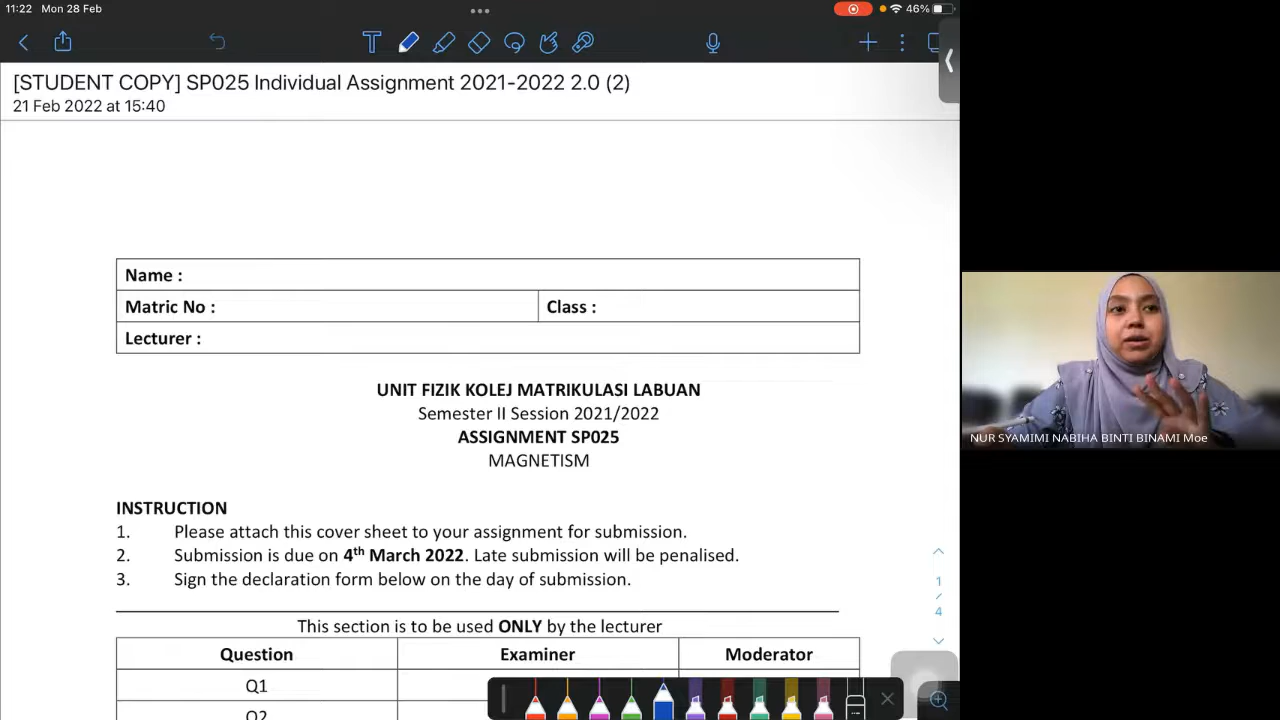 11:22 Mon 28 Feb
46%
[STUDENT COPY] SP025 Individual Assignment 2021-2022 2.0 (2)
21 Feb 2022 at 15:40
Name :
Matric No :
Class :
Lecturer :
UNIT FIZIK KOLEJ MATRIKULASI LABUAN
Semester II Session 2021/2022
ASSIGNMENT SP025
MAGNETISM
INSTRUCTION
1. Please attach this cover sheet to your assignment for submission.
2. Submission is due on 4th March 2022. Late submission will be penalised.
3. Sign the declaration form below on the day of submission.
This section is to be used ONLY by the lecturer
Question Examiner Moderator
Q1
Q2
1
/
4
NUR SYAMIMI NABIHA BINTI BINAMI Moe